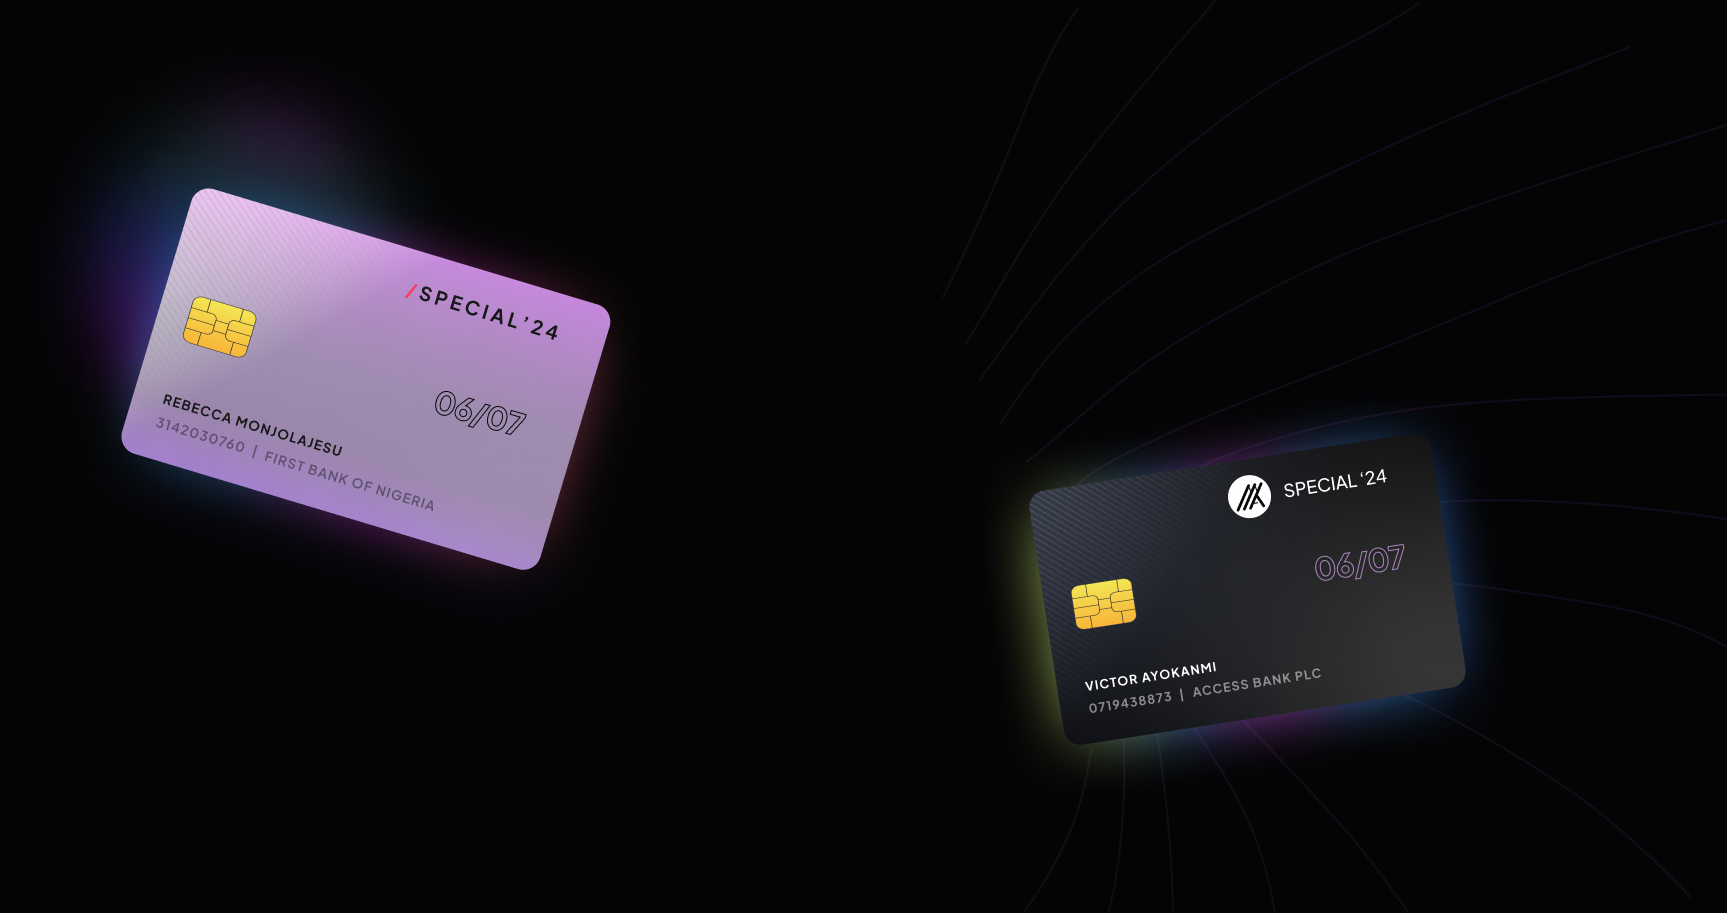 /SPECIAL’24
06/07
REBECCA MONJOLAJESU
3142030760 | FIRST BANK OF NIGERIA
SPECIAL ‘24
06/07
VICTOR AYOKANMI
0719438873 | ACCESS BANK PLC